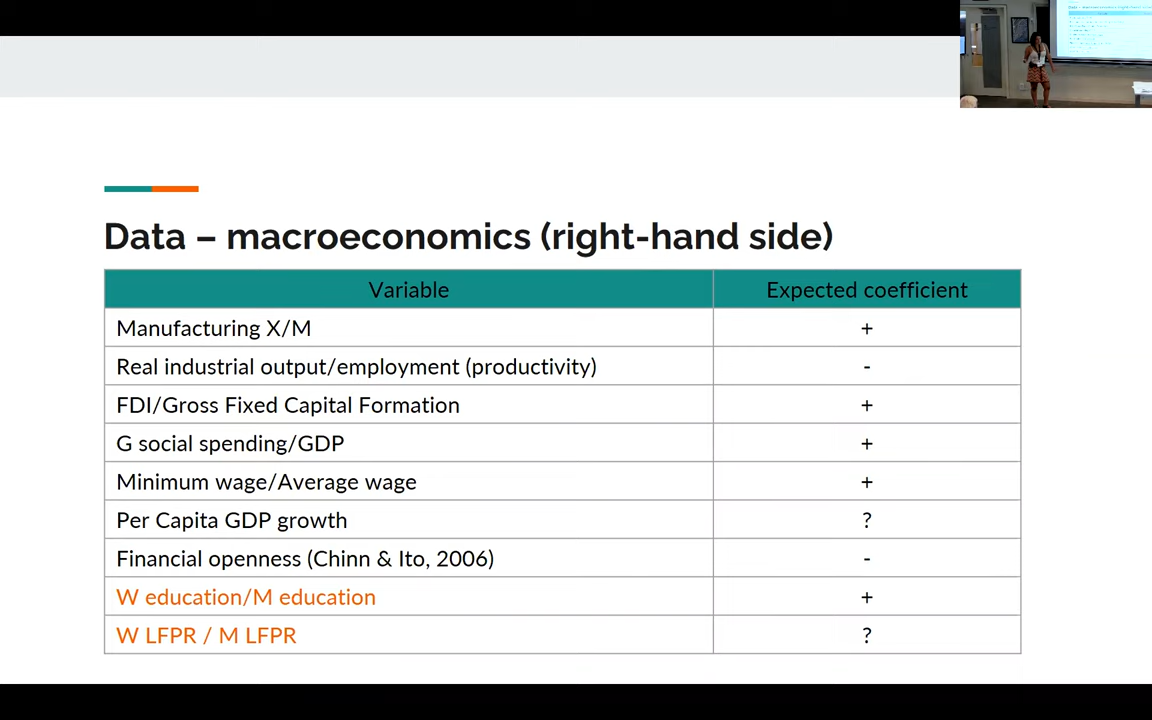 Data – macroeconomics (right-hand side)
Variable Expected coefficient
Manufacturing X/M +
Real industrial output/employment (productivity) -
FDI/Gross Fixed Capital Formation +
G social spending/GDP +
Minimum wage/Average wage +
Per Capita GDP growth ?
Financial openness (Chinn & Ito, 2006) -
W education/M education +
W LFPR / M LFPR ?